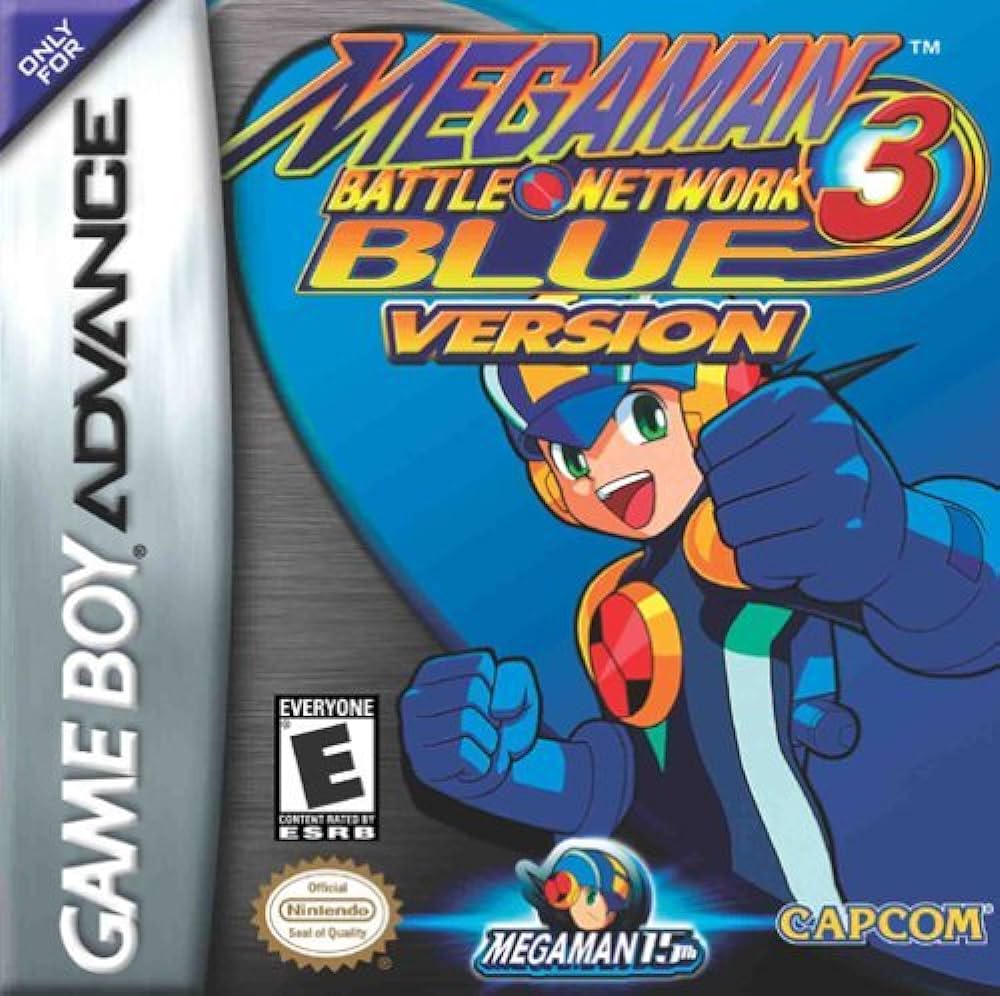 ONLY
FOR
GAME BOY ADVANCE
®
MEGAMAN
™
BATTLE NETWORK
3
BLUE
VERSION
EVERYONE
®
E
CONTENT RATED BY
ESRB
Official
Nintendo
Seal of Quality
®
MEGAMAN 15th
CAPCOM®